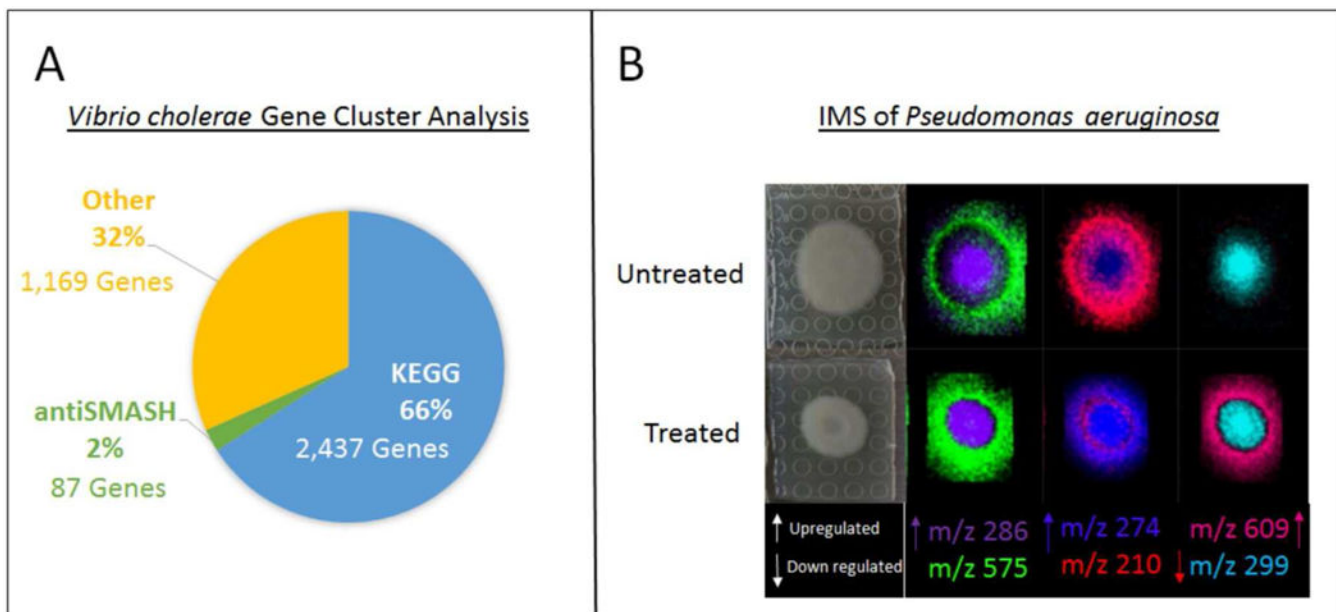 A
Vibrio cholerae Gene Cluster Analysis
Other
32%
1,169 Genes
antiSMASH
2%
87 Genes
KEGG
66%
2,437 Genes
B
IMS of Pseudomonas aeruginosa
Untreated
Treated
↑ Upregulated
↓ Down regulated
↑ m/z 286
m/z 575
↑ m/z 274
m/z 210 ↓
m/z 609 ↑
m/z 299